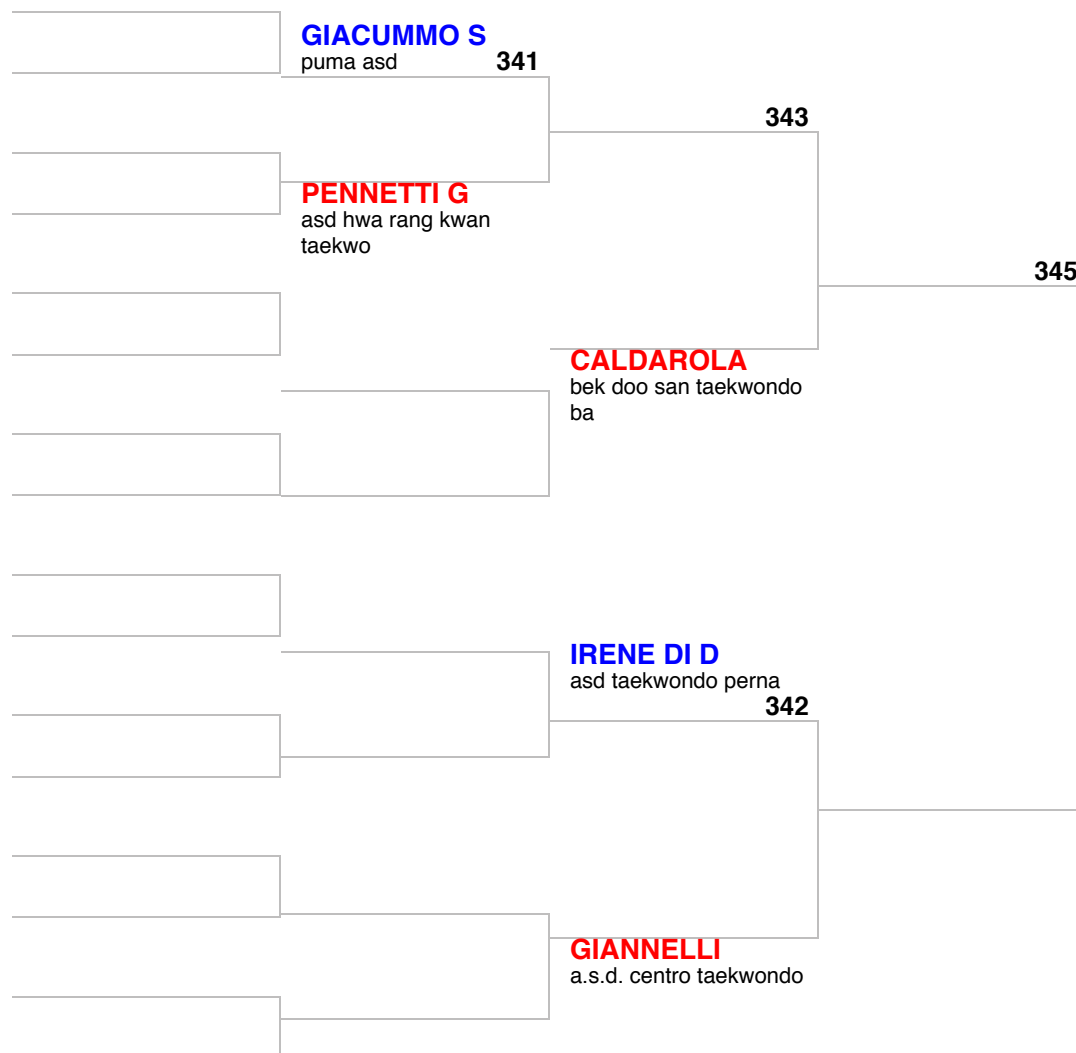 GIACUMMO S
puma asd
341
343
PENNETTI G
asd hwa rang kwan
taekwo
345
CALDAROLA
bek doo san taekwondo
ba
IRENE DI D
asd taekwondo perna
342
GIANNELLI
a.s.d. centro taekwondo